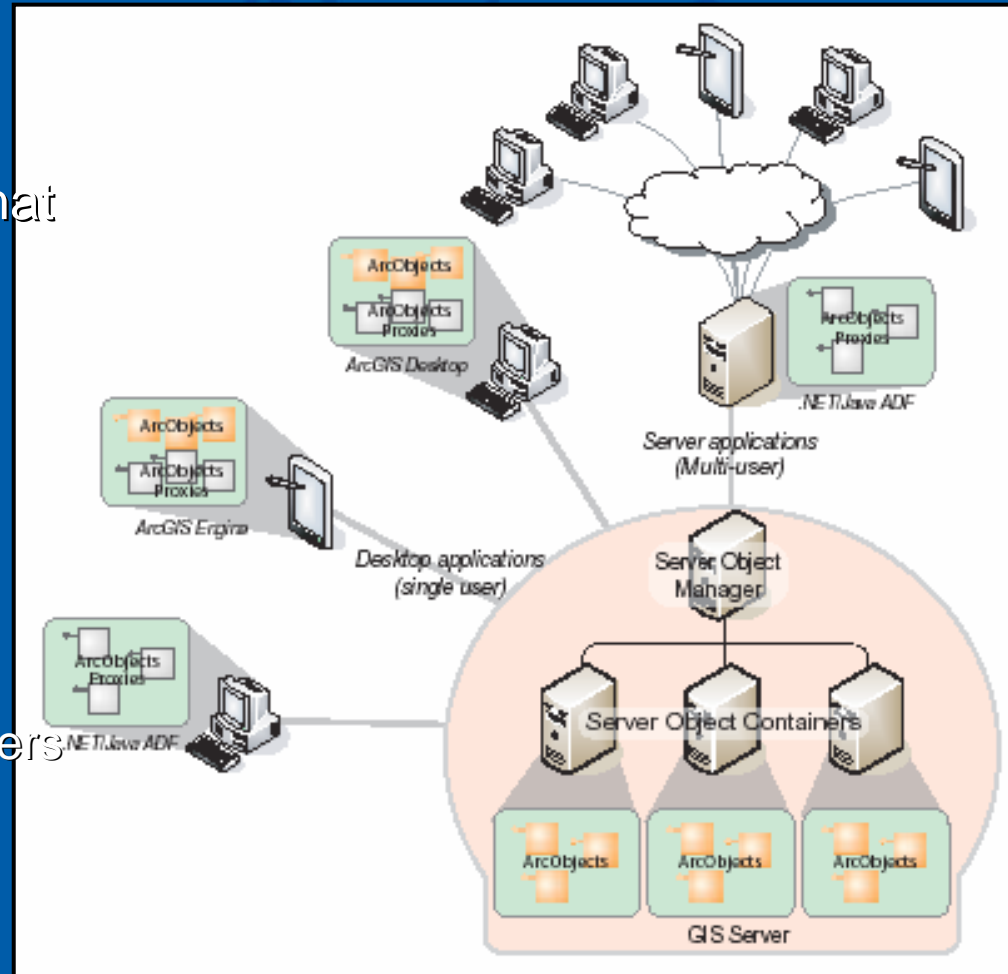 hat
ArcObjects
ArcObjects
Proxies
ArcGIS Desktop
ArcObjects
Proxies
.NET/Java ADF
Server applications
(Multi-user)
ArcObjects
ArcObjects
Proxies
ArcGIS Engine
Desktop applications
(single user)
Server Object
Manager
ArcObjects
Proxies
.NET/Java ADF
ers
Server Object Containers
ArcObjects
ArcObjects
ArcObjects
GIS Server